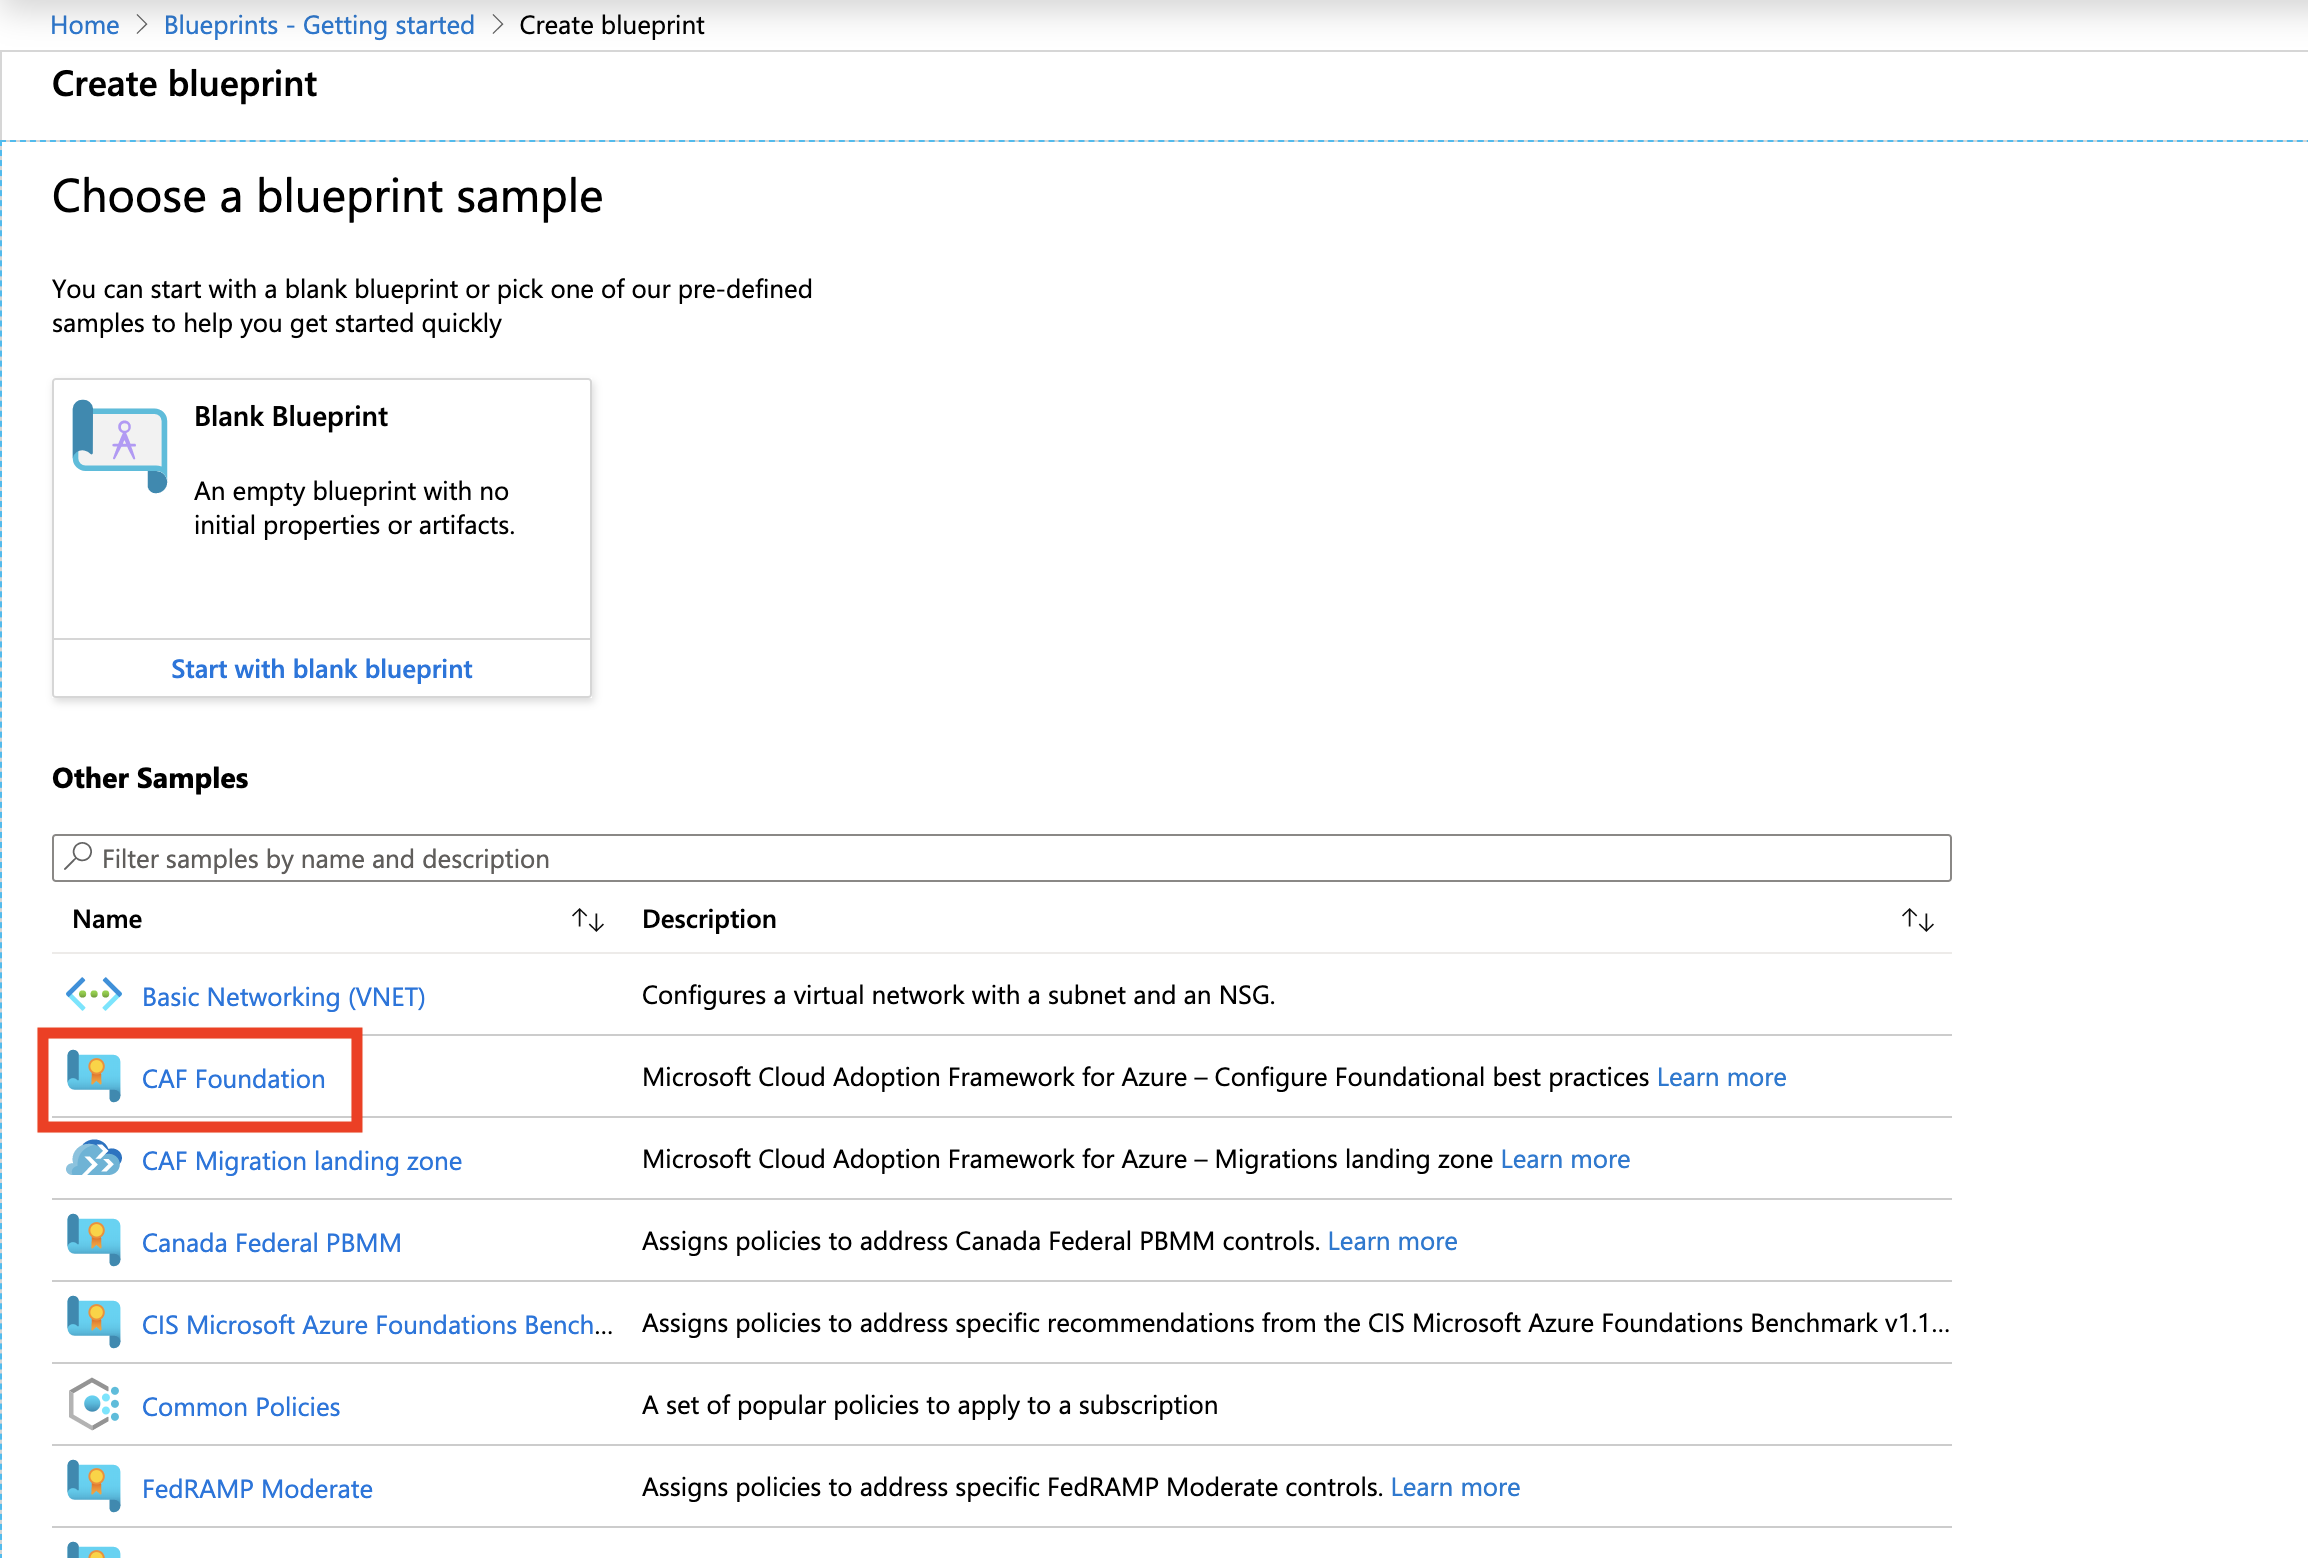 Home > Blueprints - Getting started > Create blueprint
Create blueprint
Choose a blueprint sample
You can start with a blank blueprint or pick one of our pre-defined
samples to help you get started quickly
Blank Blueprint
An empty blueprint with no
initial properties or artifacts.
Start with blank blueprint
Other Samples
Filter samples by name and description
Name Description
Basic Networking (VNET) Configures a virtual network with a subnet and an NSG.
CAF Foundation Microsoft Cloud Adoption Framework for Azure – Configure Foundational best practices Learn more
CAF Migration landing zone Microsoft Cloud Adoption Framework for Azure – Migrations landing zone Learn more
Canada Federal PBMM Assigns policies to address Canada Federal PBMM controls. Learn more
CIS Microsoft Azure Foundations Bench... Assigns policies to address specific recommendations from the CIS Microsoft Azure Foundations Benchmark v1.1...
Common Policies A set of popular policies to apply to a subscription
FedRAMP Moderate Assigns policies to address specific FedRAMP Moderate controls. Learn more